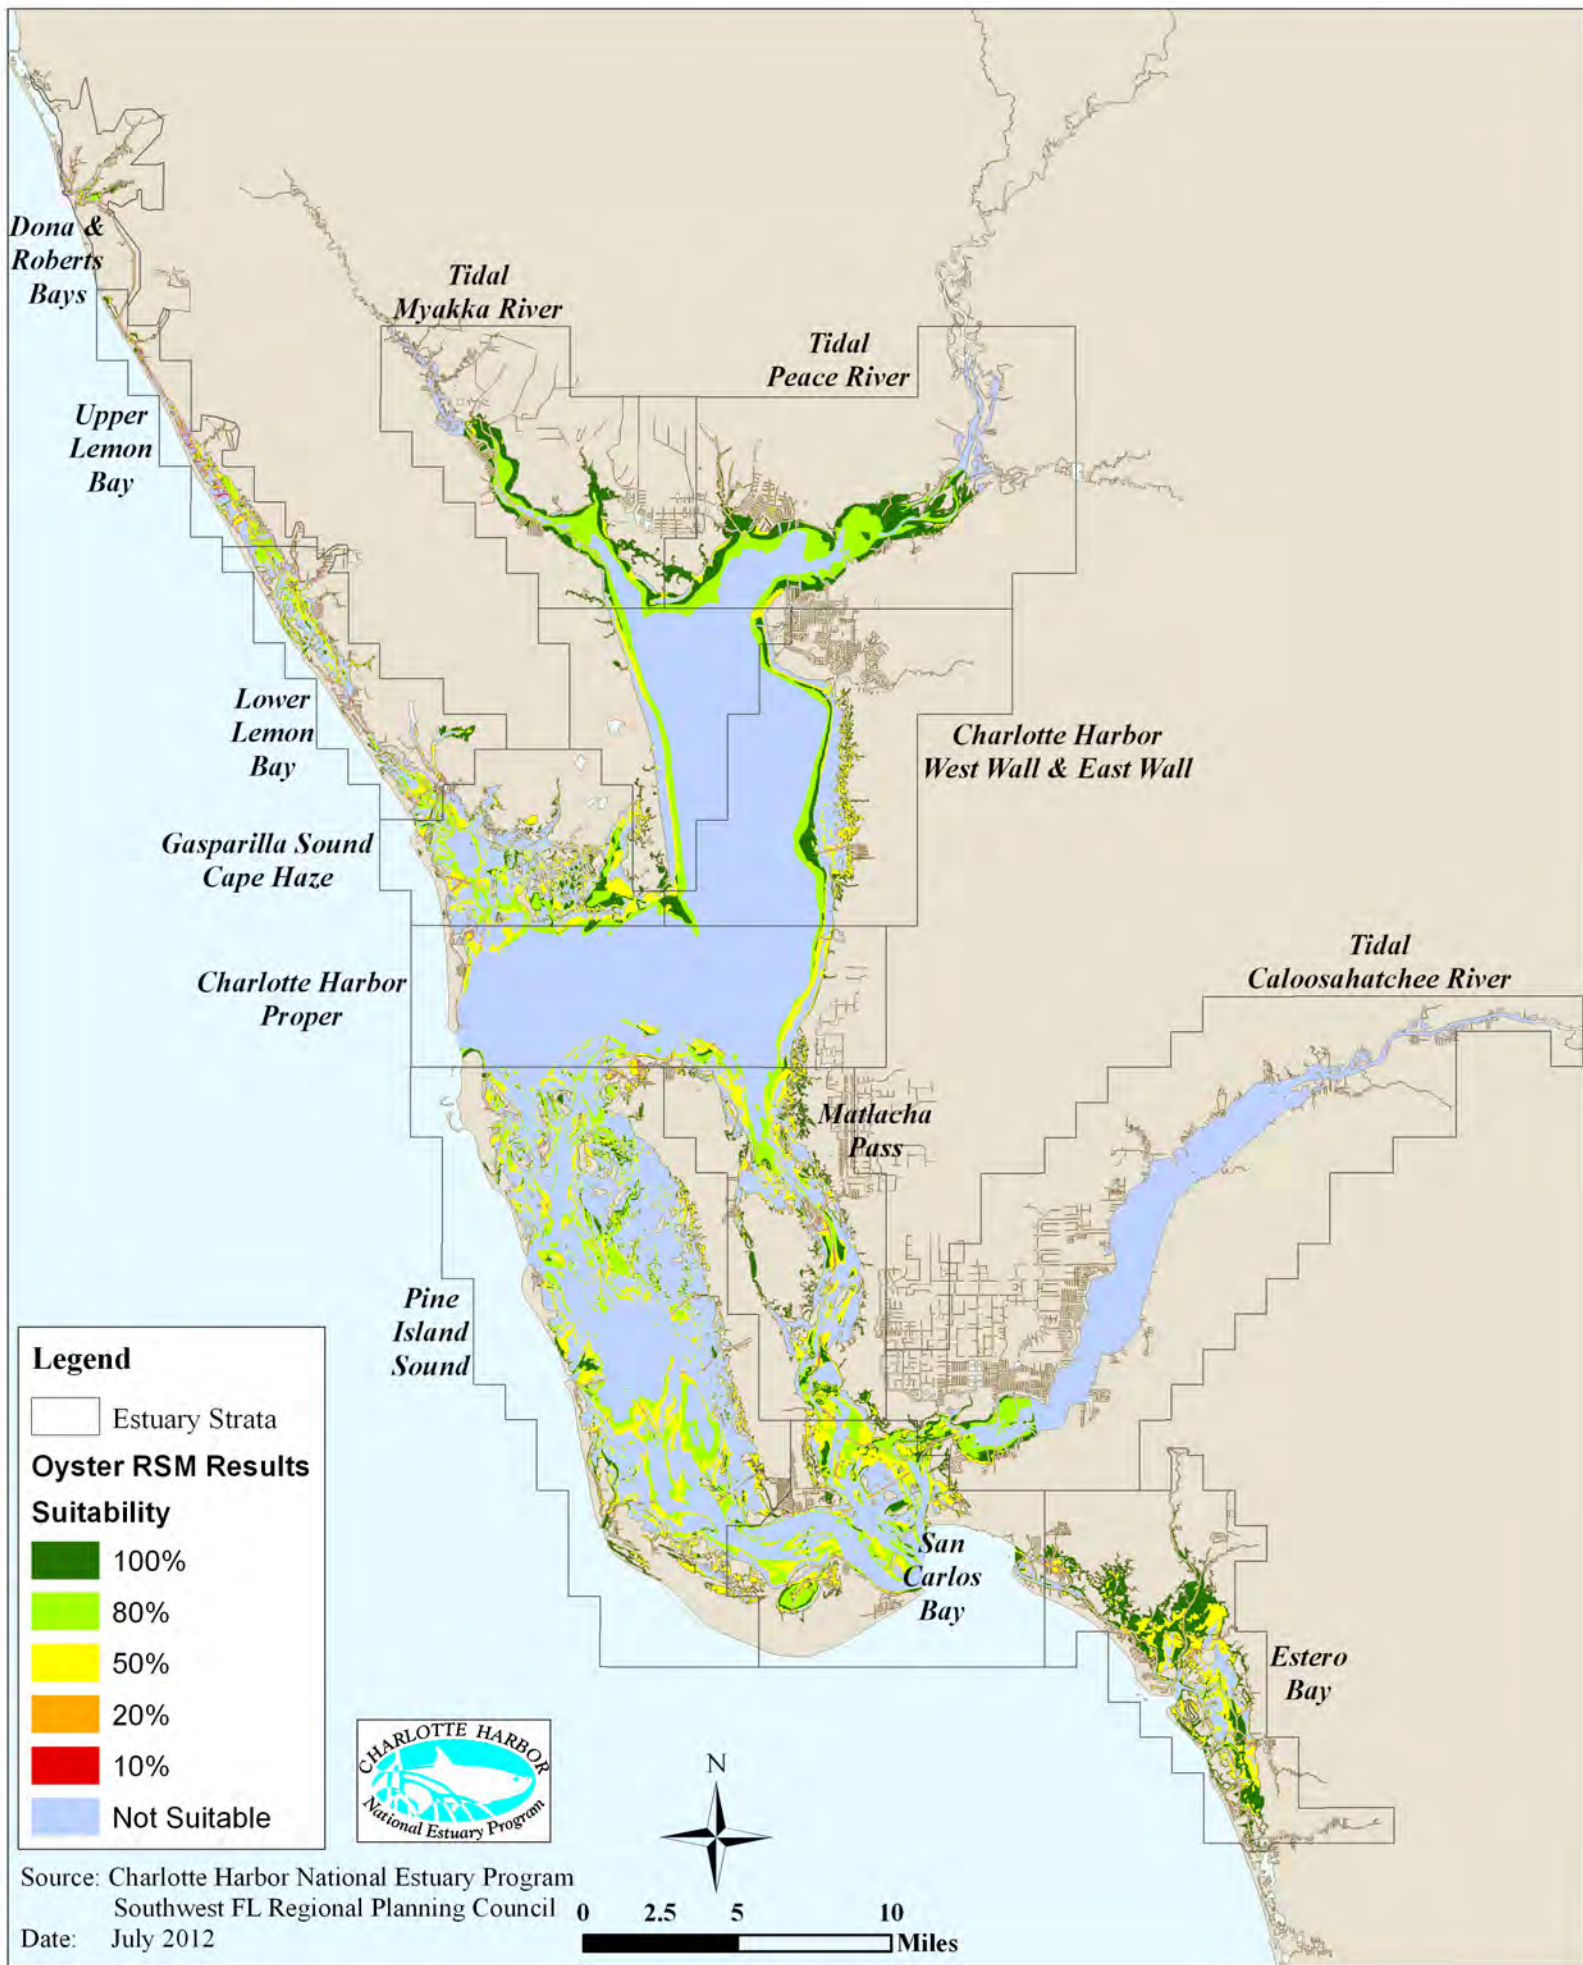 Dona &
Roberts
Bays
Tidal
Myakka River
Tidal
Peace River
Upper
Lemon
Bay
Lower
Lemon
Bay
Charlotte Harbor
West Wall & East Wall
Gasparilla Sound
Cape Haze
Charlotte Harbor
Proper
Tidal
Caloosahatchee River
Matlacha
Pass
Pine
Island
Sound
San
Carlos
Bay
Estero
Bay
Legend
Estuary Strata
Oyster RSM Results
Suitability
100%
80%
50%
20%
10%
Not Suitable
CHARLOTTE HARBOR
National Estuary Program
N
Source: Charlotte Harbor National Estuary Program
Southwest FL Regional Planning Council
Date: July 2012
0 2.5 5 10
Miles